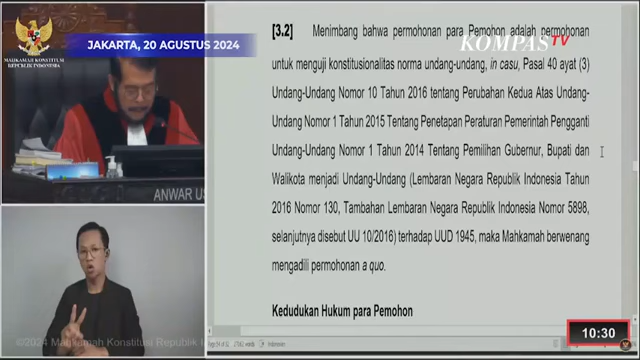 MAHKAMAH KONSTITUSI
REPUBLIK INDONESIA
JAKARTA, 20 AGUSTUS 2024
KOMPAS TV
ANWAR US
[3.2] Menimbang bahwa permohonan para Pemohon adalah permohonan
untuk menguji konstitusionalitas norma undang-undang, in casu, Pasal 40 ayat (3)
Undang-Undang Nomor 10 Tahun 2016 tentang Perubahan Kedua Atas Undang-
Undang Nomor 1 Tahun 2015 Tentang Penetapan Peraturan Pemerintah Pengganti
Undang-Undang Nomor 1 Tahun 2014 Tentang Pemilihan Gubernur, Bupati dan
Walikota menjadi Undang-Undang (Lembaran Negara Republik Indonesia Tahun
2016 Nomor 130, Tambahan Lembaran Negara Republik Indonesia Nomor 5898,
selanjutnya disebut UU 10/2016) terhadap UUD 1945, maka Mahkamah berwenang
mengadili permohonan a quo.
Kedudukan Hukum para Pemohon
©2024 Mahkamah Konstitusi Republik I
10:30